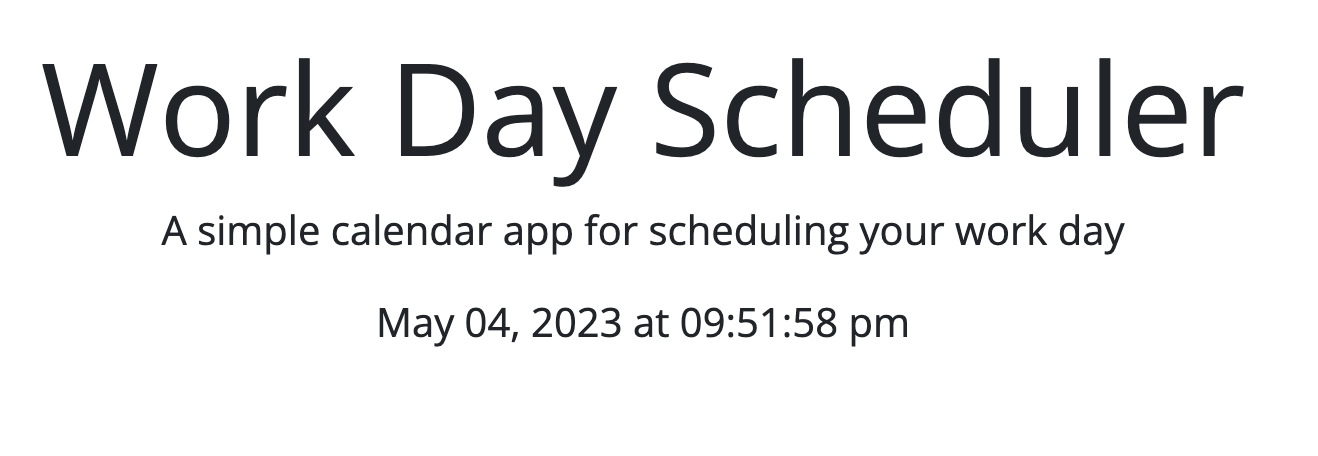 Work Day Scheduler
A simple calendar app for scheduling your work day
May 04, 2023 at 09:51:58 pm